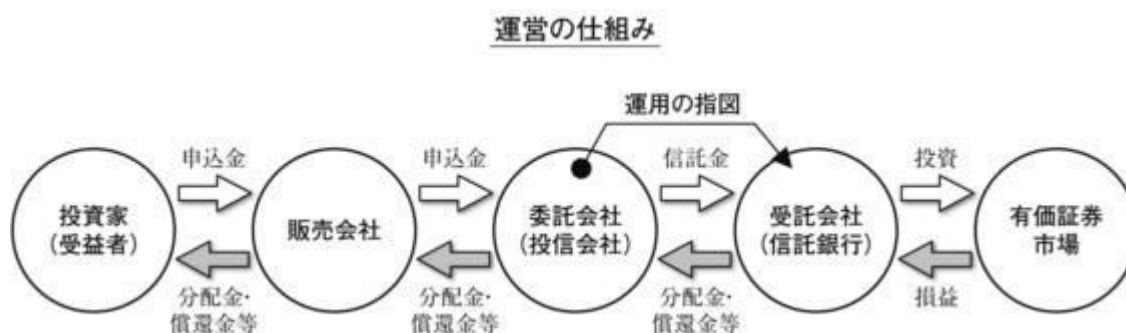 運営の仕組み
運用の指図
申込金
申込金
信託金
投資
投資家
(受益者)
販売会社
委託会社
(投信会社)
受託会社
(信託銀行)
有価証券
市場
分配金・
償還金等
分配金・
償還金等
分配金・
償還金等
損益